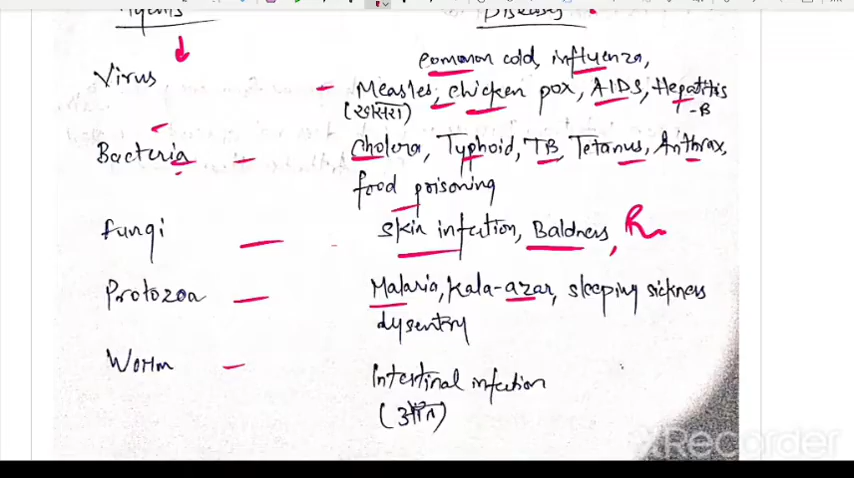 Agents Diseases
common cold, influenza,
Virus - Measles, chicken pox, AIDS, Hepatitis
(खसरा) -B
Bacteria - Cholera, Typhoid, TB, Tetanus, Anthrax,
food poisoning
Fungi - skin infection, Baldness,
Protozoa - Malaria, Kala-azar, sleeping sickness
dysentry
Worm - Intestinal infection
(आंत)
XRecorder